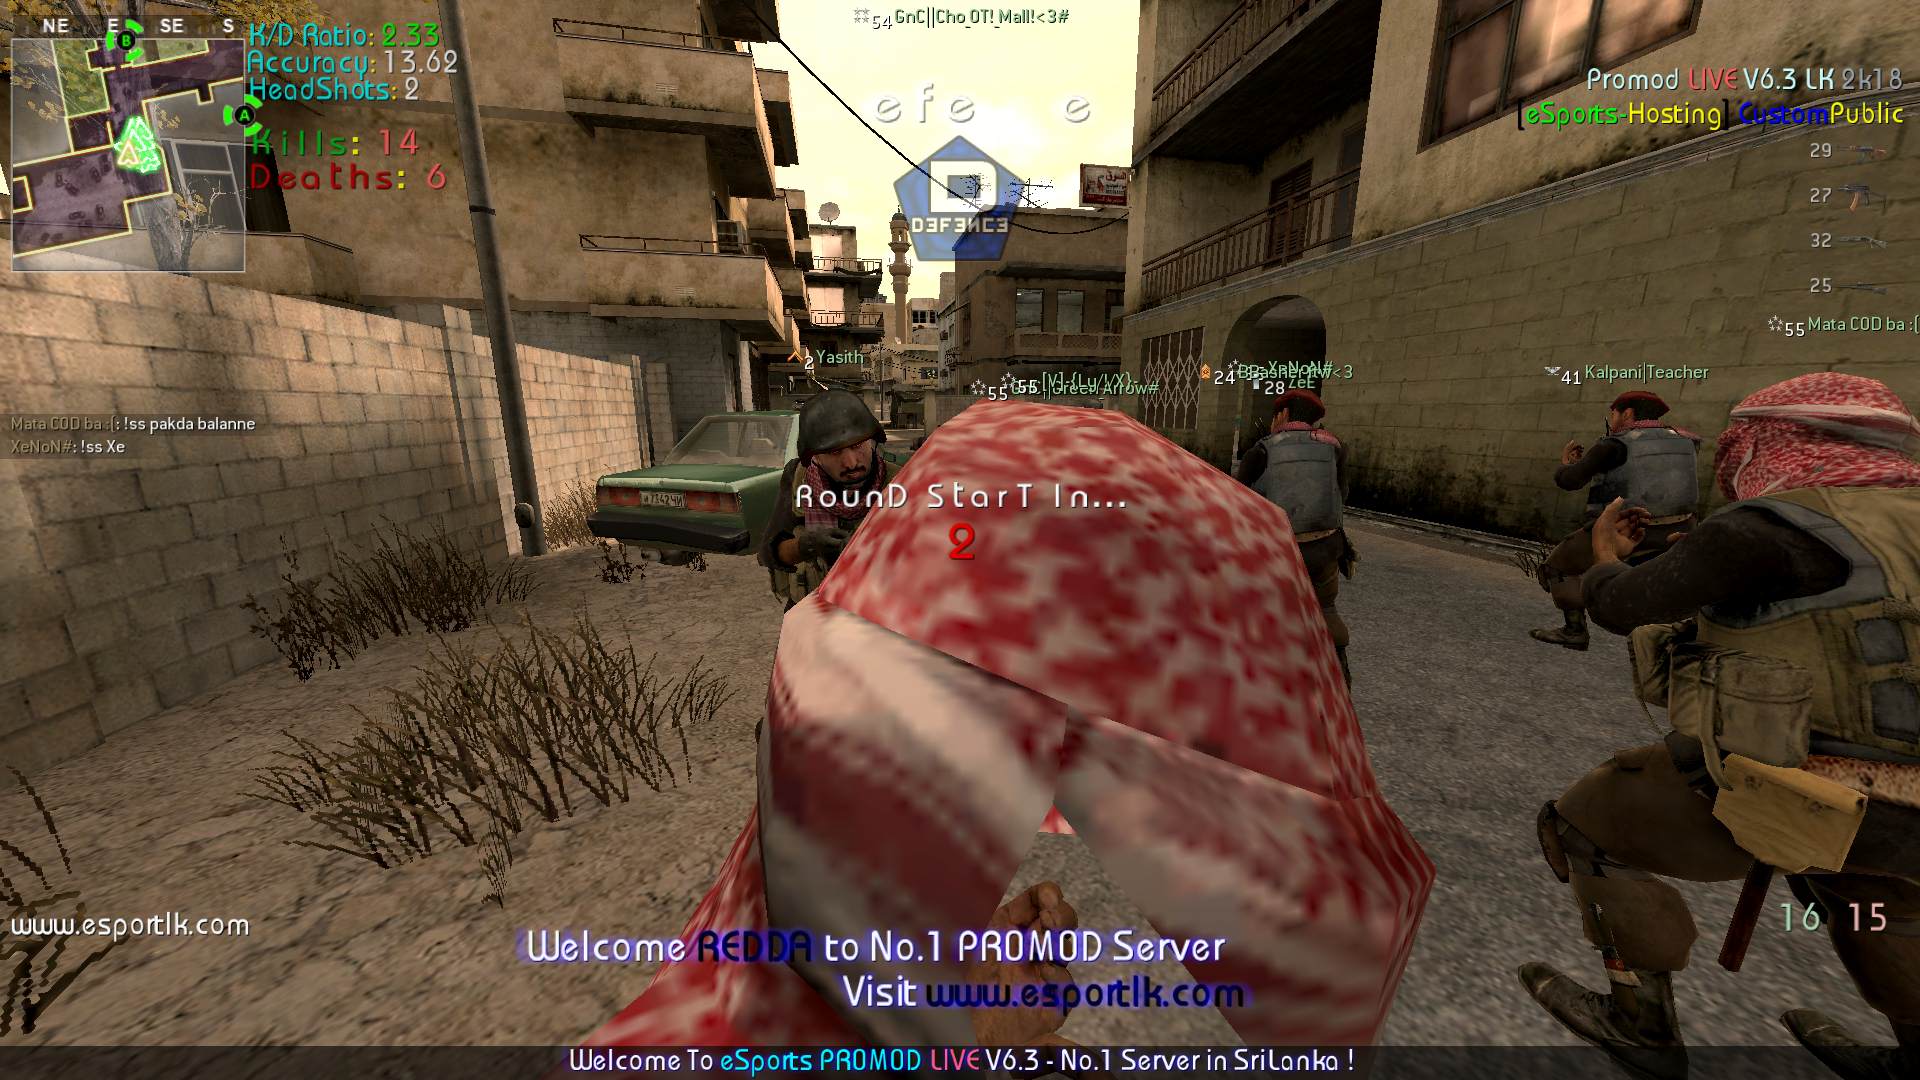 NE E SE S
B
A
K/D Ratio: 2.33
Accuracy: 13.62
HeadShots: 2
Kills: 14
Deaths: 6
54 GnC||Cho_OT!_Mall!<3#
efe e
D
D3F3NC3
Promod LIVE V6.3 LK 2k18
[eSports-Hosting] CustomPublic
29
27
32
25
55 Mata COD ba :(
2 Yasith
55
55
24
28 ZeE
41 Kalpani|Teacher
Mata COD ba :(: !ss pakda balanne
XeNoN#: !ss Xe
RounD StarT In...
2
www.esportlk.com
16 15
Welcome REDDA to No.1 PROMOD Server
Visit www.esportlk.com
Welcome To eSports PROMOD LIVE V6.3 - No.1 Server in SriLanka !